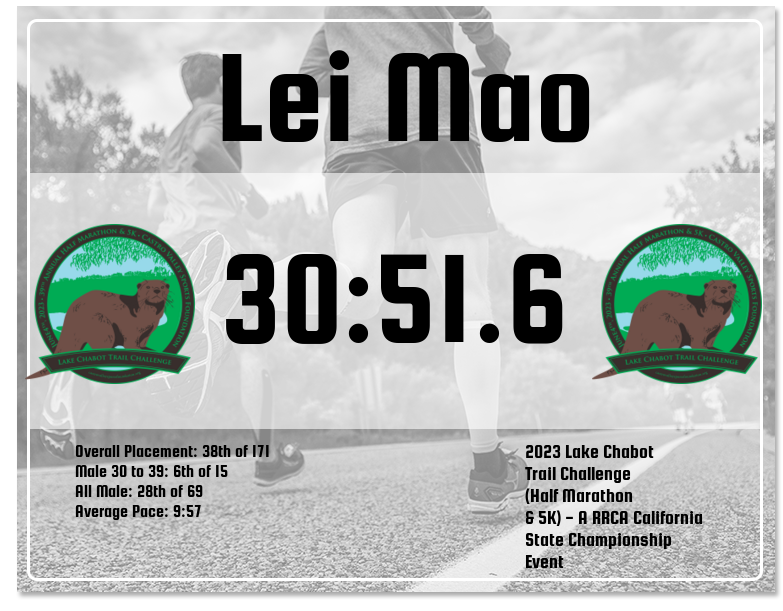 Lei Mao
30:51.6
LAKE CHABOT TRAIL CHALLENGE
LAKE CHABOT TRAIL CHALLENGE
Overall Placement: 38th of 171
Male 30 to 39: 6th of 15
All Male: 28th of 69
Average Pace: 9:57
2023 Lake Chabot
Trail Challenge
(Half Marathon
& 5K) - A RRCA California
State Championship
Event